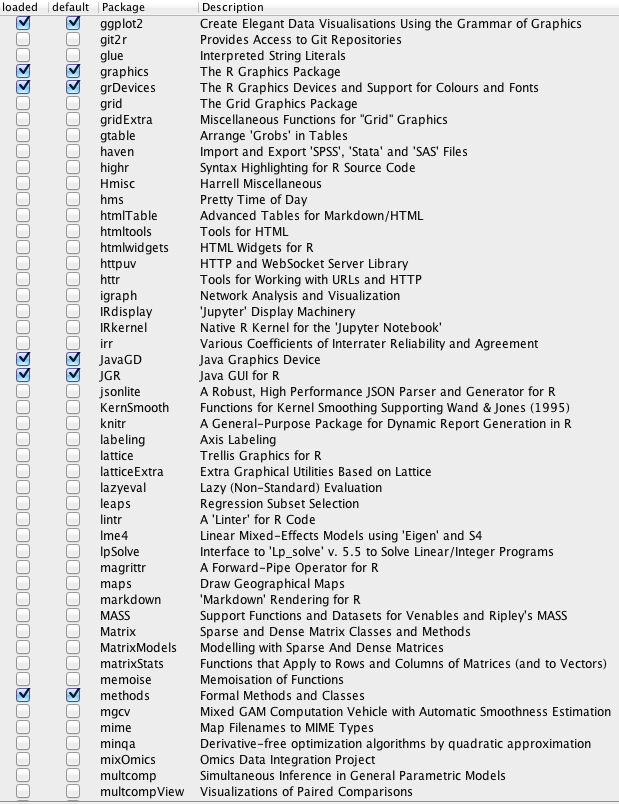 loaded default Package Description
ggplot2 Create Elegant Data Visualisations Using the Grammar of Graphics
git2r Provides Access to Git Repositories
glue Interpreted String Literals
graphics The R Graphics Package
grDevices The R Graphics Devices and Support for Colours and Fonts
grid The Grid Graphics Package
gridExtra Miscellaneous Functions for "Grid" Graphics
gtable Arrange 'Grobs' in Tables
haven Import and Export 'SPSS', 'Stata' and 'SAS' Files
highr Syntax Highlighting for R Source Code
Hmisc Harrell Miscellaneous
hms Pretty Time of Day
htmlTable Advanced Tables for Markdown/HTML
htmltools Tools for HTML
htmlwidgets HTML Widgets for R
httpuv HTTP and WebSocket Server Library
httr Tools for Working with URLs and HTTP
igraph Network Analysis and Visualization
IRdisplay 'Jupyter' Display Machinery
IRkernel Native R Kernel for the 'Jupyter Notebook'
irr Various Coefficients of Interrater Reliability and Agreement
JavaGD Java Graphics Device
JGR Java GUI for R
jsonlite A Robust, High Performance JSON Parser and Generator for R
KernSmooth Functions for Kernel Smoothing Supporting Wand & Jones (1995)
knitr A General-Purpose Package for Dynamic Report Generation in R
labeling Axis Labeling
lattice Trellis Graphics for R
latticeExtra Extra Graphical Utilities Based on Lattice
lazyeval Lazy (Non-Standard) Evaluation
leaps Regression Subset Selection
lintr A 'Linter' for R Code
lme4 Linear Mixed-Effects Models using 'Eigen' and S4
lpSolve Interface to 'Lp_solve' v. 5.5 to Solve Linear/Integer Programs
magrittr A Forward-Pipe Operator for R
maps Draw Geographical Maps
markdown 'Markdown' Rendering for R
MASS Support Functions and Datasets for Venables and Ripley's MASS
Matrix Sparse and Dense Matrix Classes and Methods
MatrixModels Modelling with Sparse And Dense Matrices
matrixStats Functions that Apply to Rows and Columns of Matrices (and to Vectors)
memoise Memoisation of Functions
methods Formal Methods and Classes
mgcv Mixed GAM Computation Vehicle with Automatic Smoothness Estimation
mime Map Filenames to MIME Types
minqa Derivative-free optimization algorithms by quadratic approximation
mixOmics Omics Data Integration Project
multcomp Simultaneous Inference in General Parametric Models
multcompView Visualizations of Paired Comparisons